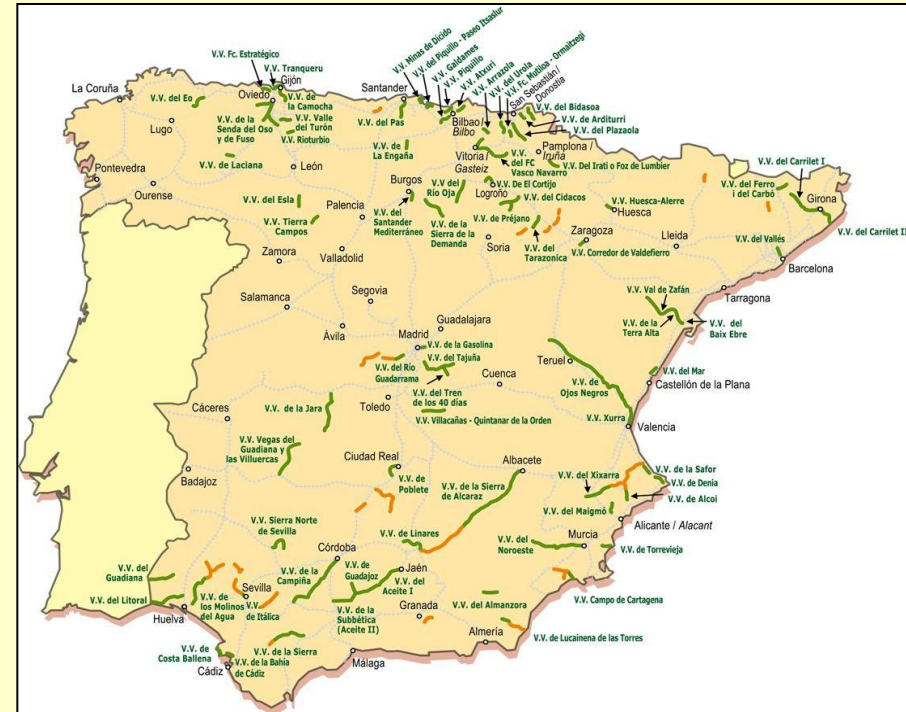 V.V. Fc. Estratégico
V.V. Tranqueru
Gijón
La Coruña
Oviedo
V.V. del Eo
V.V. de
la Camocha
Lugo
V.V. de la
Senda del Oso
y de Fuso
V.V. Valle
del Turón
V.V. Rioturbio
V.V. de Laciana
León
Pontevedra
Ourense
V.V. Minas de Dícido
V.V. del Piquillo - Paseo Itsaslur
V.V. Galdames
V.V. Piquillo
V.V. Atxuri
V.V. Arrazola
V.V. del Urola
V.V. Fc. Mutiloa - Ormaitzegi
San Sebastián /
Donostia
Santander
Bilbao /
Bilbo
V.V. del Pas
V.V. de
La Engaña
V.V. del Bidasoa
V.V. de Arditurri
V.V. del Plazaola
Vitoria /
Gasteiz
Pamplona /
Iruña
V.V.
del FC
Vasco Navarro
V.V. Del Irati o Foz de Lumbier
Burgos
V.V. del
Rio Oja
Logroño
V.V. De El Cortijo
V.V. del Cidacos
V.V. Huesca-Alerre
Huesca
V.V. del Carrilet I
V.V. del Ferro
i del Carbó
Girona
V.V. del Carrilet II
V.V. del Esla
V.V. Tierra
Campos
Palencia
V.V. del
Santander
Mediterráneo
V.V. de la
Sierra de la
Demanda
V.V. de Préjano
Soria
V.V. del
Tarazonica
Zaragoza
V.V. Corredor de Valdefierro
Lleida
V.V. del Vallés
Barcelona
Zamora
Valladolid
Tarragona
Salamanca
Segovia
Ávila
Guadalajara
V.V. Val de Zafán
V.V. de la
Terra Alta
V.V. del
Baix Ebre
Madrid
V.V. de la Gasolina
V.V. del Tajuña
V.V. del Rio
Guadarrama
V.V. del Tren
de los 40 días
Cuenca
Teruel
V.V. del Mar
Castellón de la Plana
V.V. de
Ojos Negros
Toledo
V.V. Villacañas - Quintanar de la Orden
V.V. Xurra
Valencia
Cáceres
V.V. de la Jara
V.V. Vegas del
Guadiana y
las Villuercas
Badajoz
Ciudad Real
V.V. de
Poblete
Albacete
V.V. de la Sierra
de Alcaraz
V.V. del Xixarra
V.V. de la Safor
V.V. de Denia
V.V. de Alcoi
V.V. del Maigmó
Alicante / Alacant
V.V. Sierra Norte
de Sevilla
V.V. de Linares
V.V. del
Noroeste
Murcia
V.V. de Torrevieja
Córdoba
V.V. de
Guadajoz
Jaén
V.V. del
Aceite I
V.V. del
Guadiana
V.V. del Litoral
Huelva
V.V. de
los Molinos
del Agua
Sevilla
V.V.
de Itálica
V.V. de la
Campiña
V.V. de la
Subbética
(Aceite II)
Granada
V.V. del Almanzora
V.V. Campo de Cartagena
Almería
V.V. de Lucainena de las Torres
V.V. de
Costa Ballena
Cádiz
V.V. de la Bahía
de Cádiz
V.V. de la Sierra
Málaga